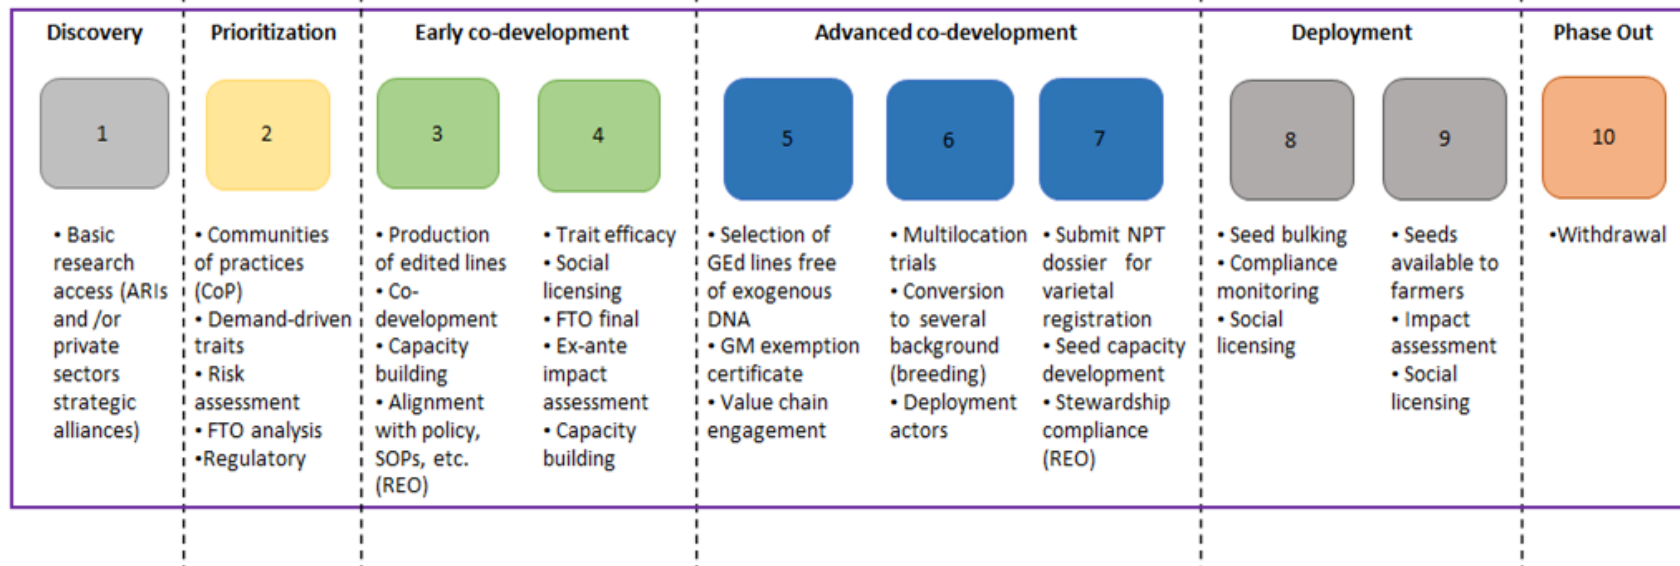 Discovery
Prioritization
Early co-development
Advanced co-development
Deployment
Phase Out
1
2
3
4
5
6
7
8
9
10
• Basic
research
access (ARIs
and /or
private
sectors
strategic
alliances)
• Communities
of practices
(CoP)
• Demand-driven
traits
• Risk
assessment
• FTO analysis
•Regulatory
• Production
of edited lines
• Co-
development
• Capacity
building
• Alignment
with policy,
SOPs, etc.
(REO)
• Trait efficacy
• Social
licensing
• FTO final
• Ex-ante
impact
assessment
• Capacity
building
• Selection of
GEd lines free
of exogenous
DNA
• GM exemption
certificate
• Value chain
engagement
• Multilocation
trials
• Conversion
to several
background
(breeding)
• Deployment
actors
• Submit NPT
dossier for
varietal
registration
• Seed capacity
development
• Stewardship
compliance
(REO)
• Seed bulking
• Compliance
monitoring
• Social
licensing
• Seeds
available to
farmers
• Impact
assessment
• Social
licensing
•Withdrawal